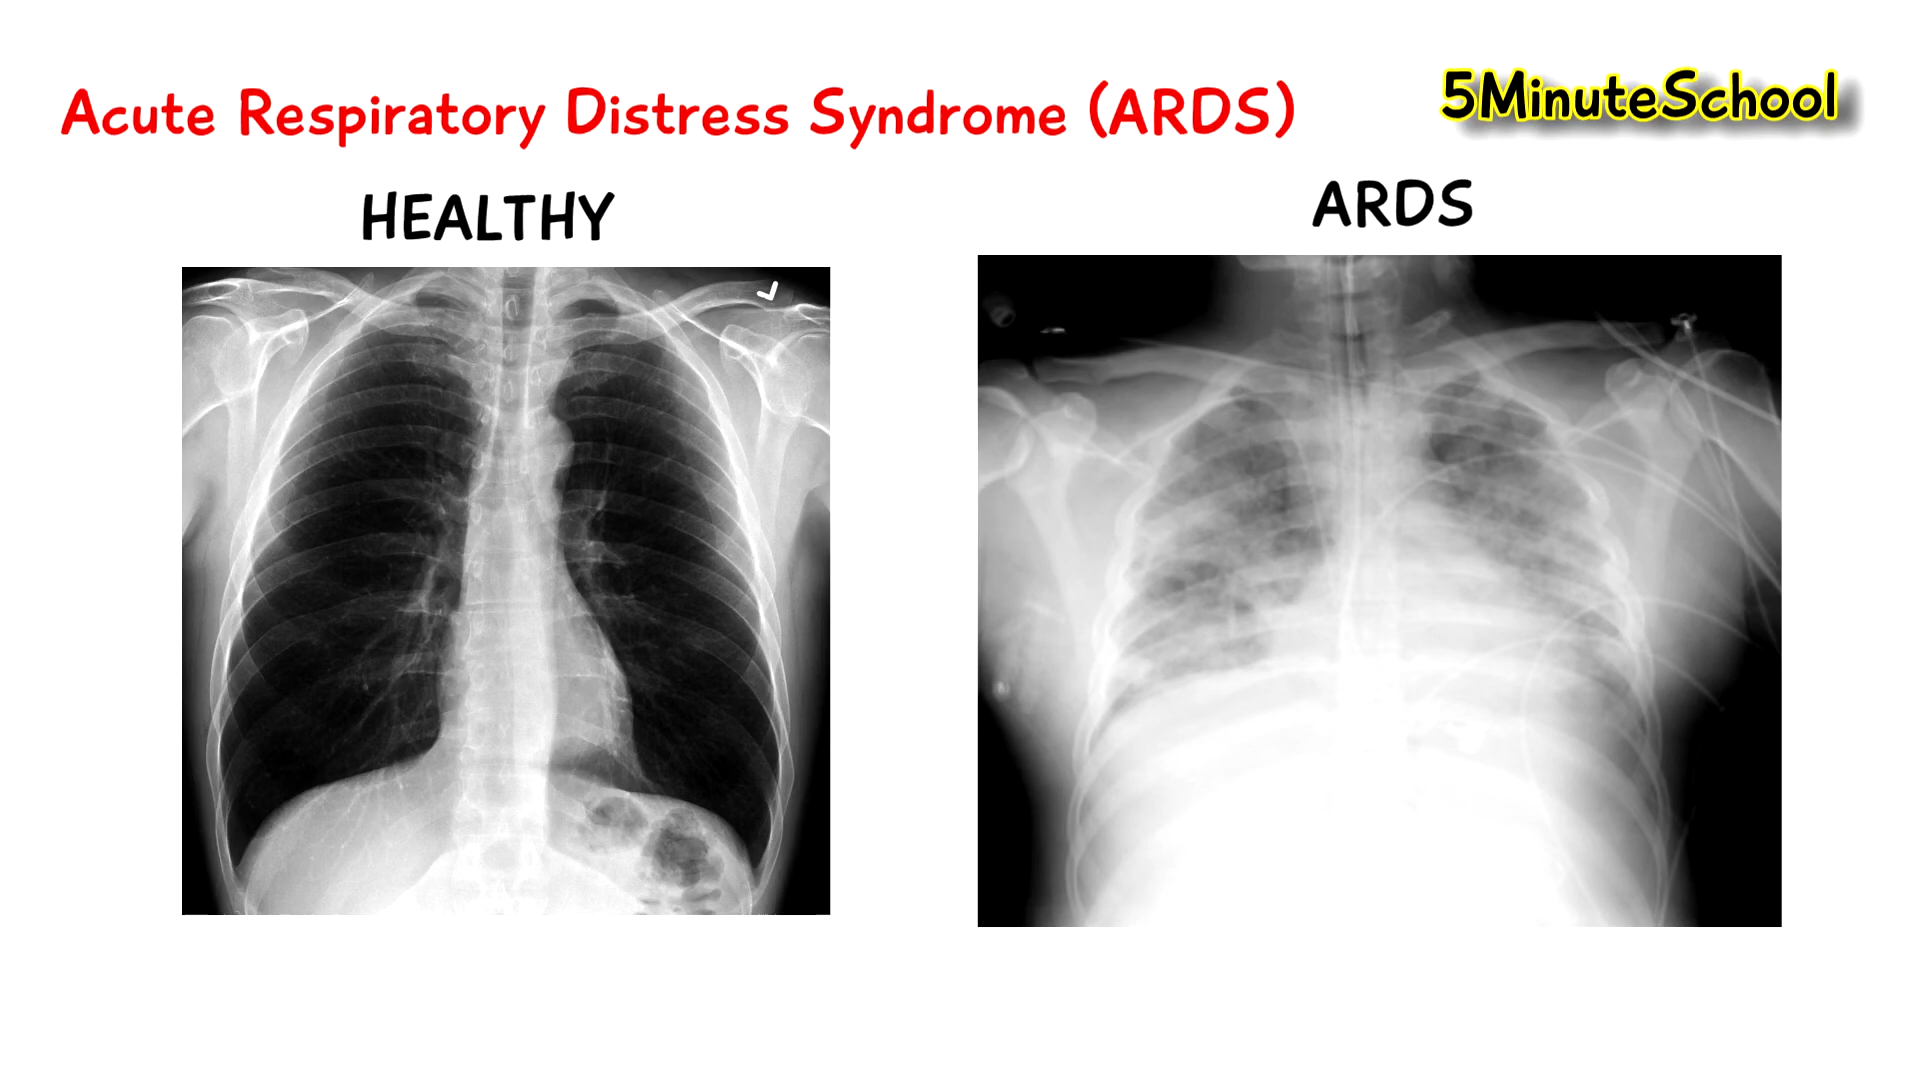 Acute Respiratory Distress Syndrome (ARDS)
5MinuteSchool
HEALTHY
ARDS